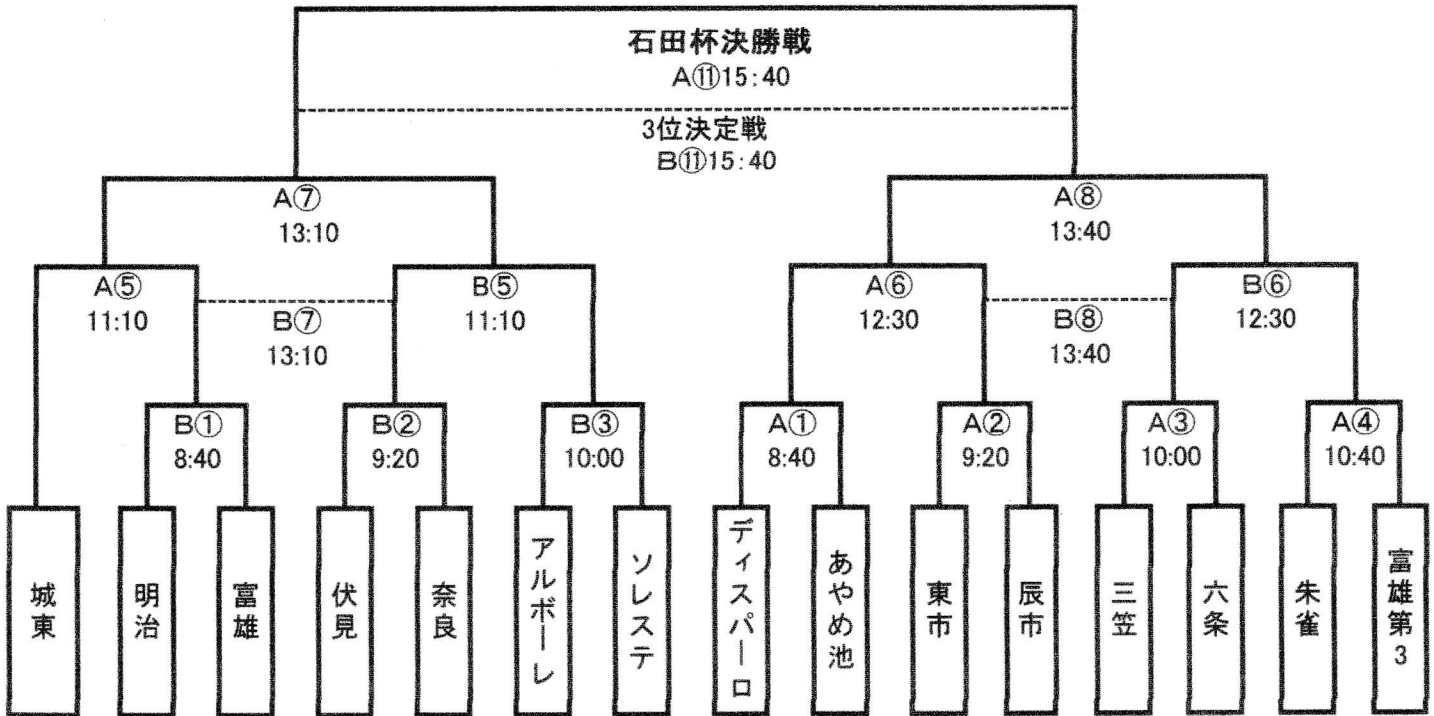 石田杯決勝戦
A⑪15:40
3位決定戦
B⑪15:40
A⑦
13:10
A⑧
13:40
A⑤
11:10
B⑦
13:10
B⑤
11:10
A⑥
12:30
B⑧
13:40
B⑥
12:30
B①
8:40
B②
9:20
B③
10:00
A①
8:40
A②
9:20
A③
10:00
A④
10:40
城東
明治
富雄
伏見
奈良
アルボーレ
ソレステ
ディスパーロ
あやめ池
東市
辰市
三笠
六条
朱雀
富雄第3